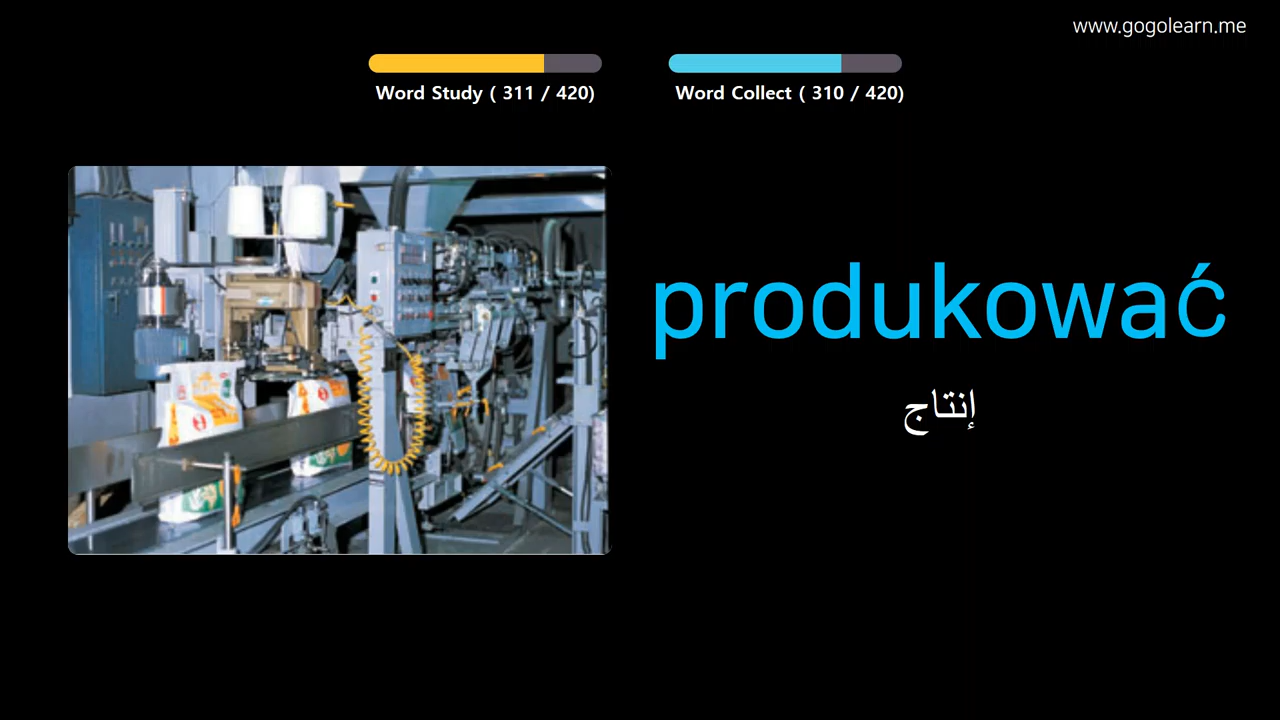 www.gogolearn.me
Word Study ( 311 / 420)
Word Collect ( 310 / 420)
produkować
إنتاج